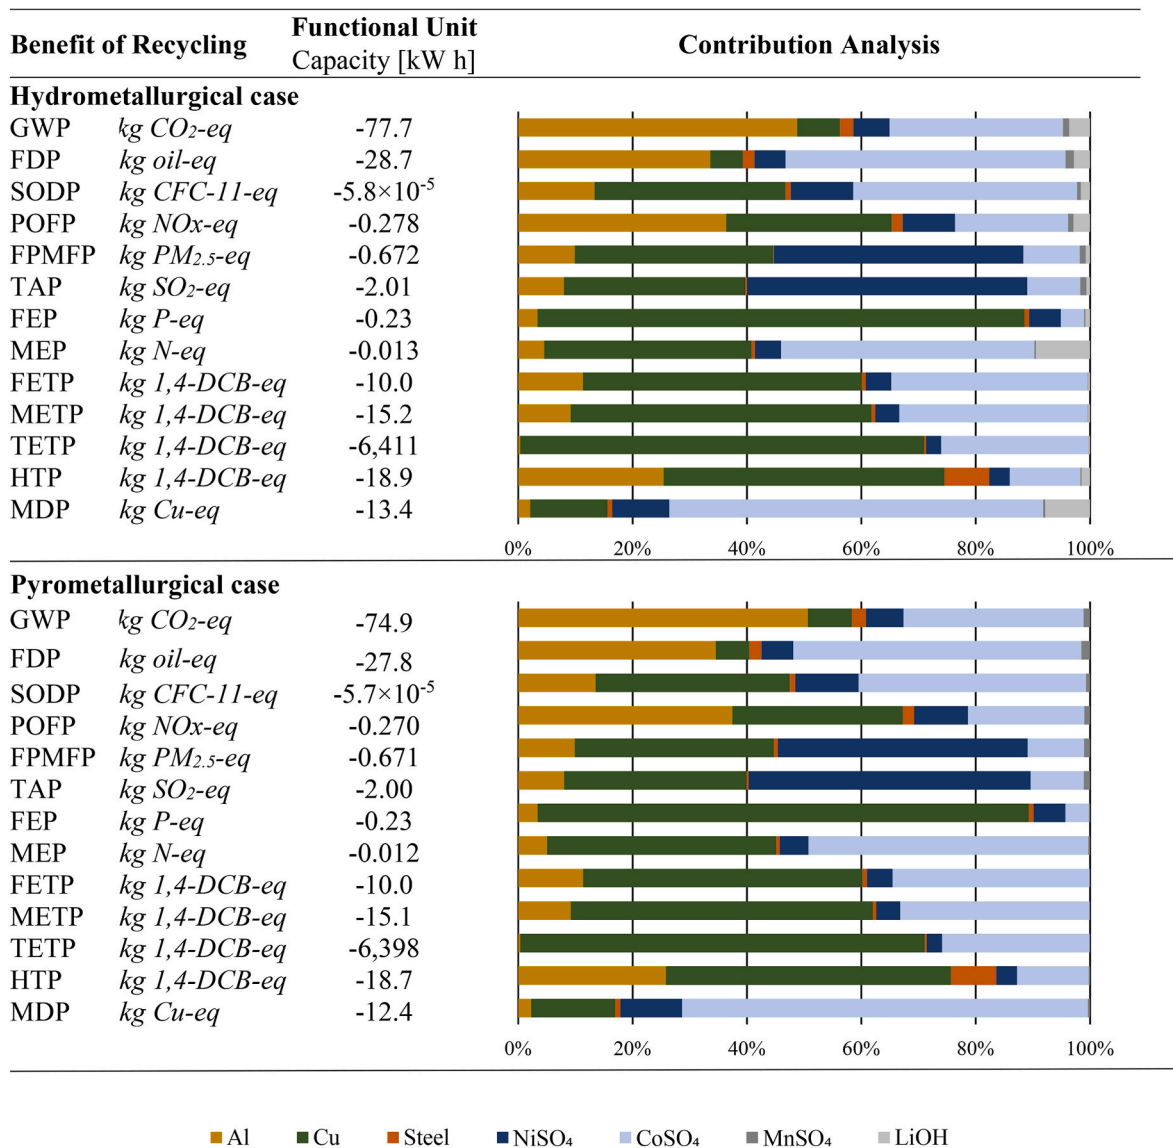 Benefit of Recycling Functional Unit Capacity [kW h] Contribution Analysis
Hydrometallurgical case
GWP kg CO₂-eq -77.7
FDP kg oil-eq -28.7
SODP kg CFC-11-eq -5.8×10⁻⁵
POFP kg NOx-eq -0.278
FPMFP kg PM₂.₅-eq -0.672
TAP kg SO₂-eq -2.01
FEP kg P-eq -0.23
MEP kg N-eq -0.013
FETP kg 1,4-DCB-eq -10.0
METP kg 1,4-DCB-eq -15.2
TETP kg 1,4-DCB-eq -6,411
HTP kg 1,4-DCB-eq -18.9
MDP kg Cu-eq -13.4
0% 20% 40% 60% 80% 100%
Pyrometallurgical case
GWP kg CO₂-eq -74.9
FDP kg oil-eq -27.8
SODP kg CFC-11-eq -5.7×10⁻⁵
POFP kg NOx-eq -0.270
FPMFP kg PM₂.₅-eq -0.671
TAP kg SO₂-eq -2.00
FEP kg P-eq -0.23
MEP kg N-eq -0.012
FETP kg 1,4-DCB-eq -10.0
METP kg 1,4-DCB-eq -15.1
TETP kg 1,4-DCB-eq -6,398
HTP kg 1,4-DCB-eq -18.7
MDP kg Cu-eq -12.4
0% 20% 40% 60% 80% 100%
Al Cu Steel NiSO₄ CoSO₄ MnSO₄ LiOH